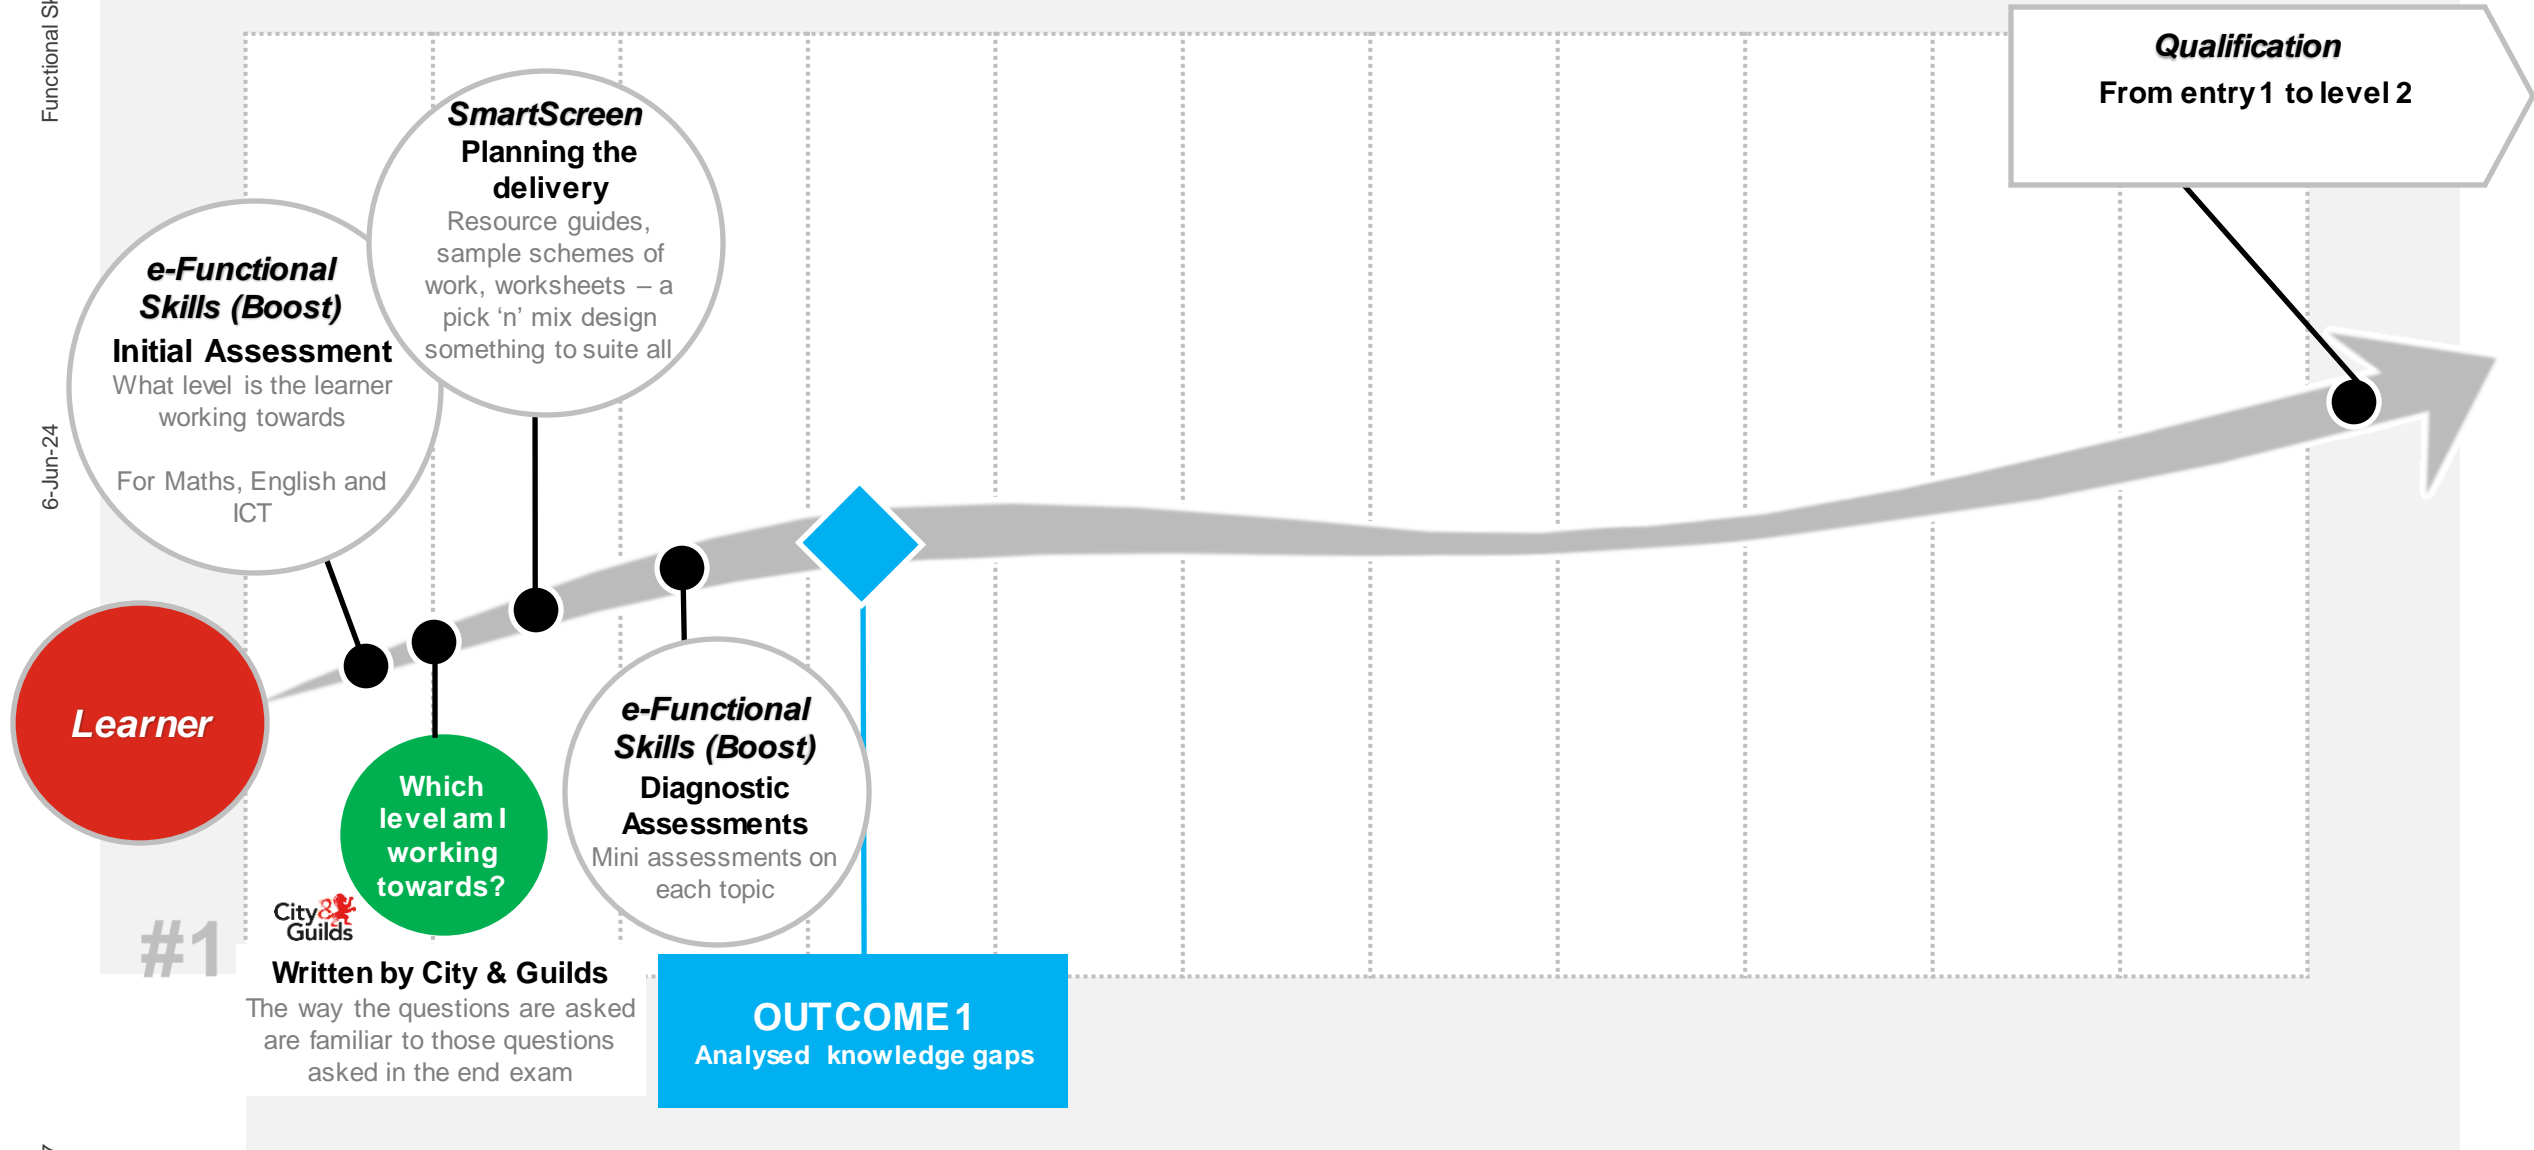 Functional Sk
6-Jun-24
7
Qualification
From entry 1 to level 2
SmartScreen
Planning the
delivery
Resource guides,
sample schemes of
work, worksheets – a
pick ‘n’ mix design
something to suite all
e-Functional
Skills (Boost)
Initial Assessment
What level is the learner
working towards
For Maths, English and
ICT
Learner
Which
level am I
working
towards?
e-Functional
Skills (Boost)
Diagnostic
Assessments
Mini assessments on
each topic
#1
City &
Guilds
Written by City & Guilds
The way the questions are asked
are familiar to those questions
asked in the end exam
OUTCOME 1
Analysed knowledge gaps